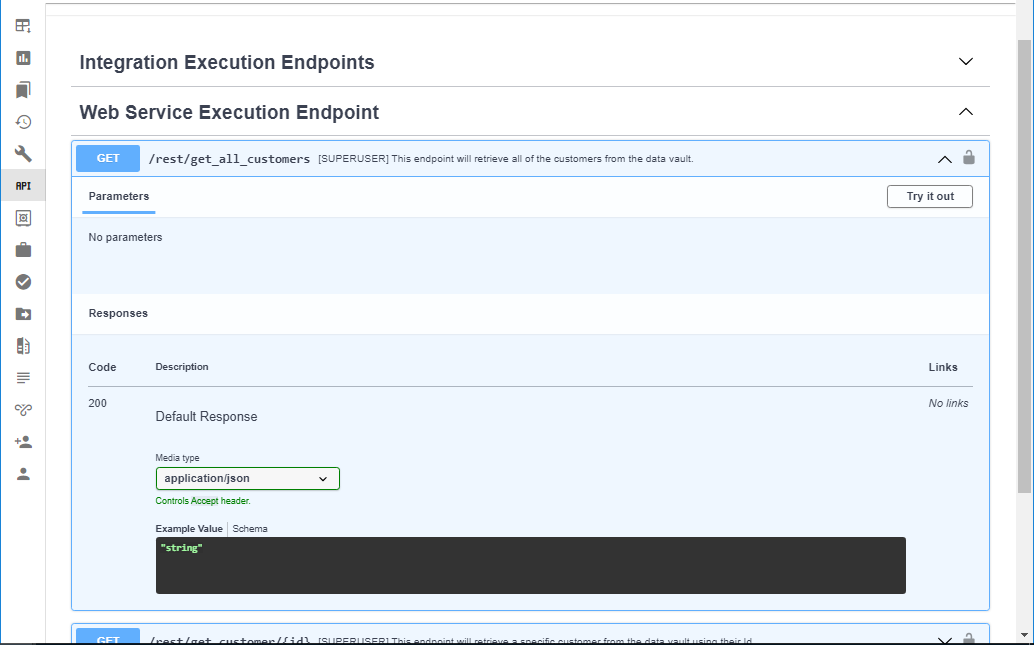 Integration Execution Endpoints
Web Service Execution Endpoint
GET /rest/get_all_customers [SUPERUSER] This endpoint will retrieve all of the customers from the data vault.
API
Parameters Try it out
No parameters
Responses
Code Description Links
200 No links
Default Response
Media type
application/json
Controls Accept header.
Example Value Schema
"string"
GET /rest/get_customer/{id} [SUPERUSER] This endpoint will retrieve a specific customer from the data vault using their Id